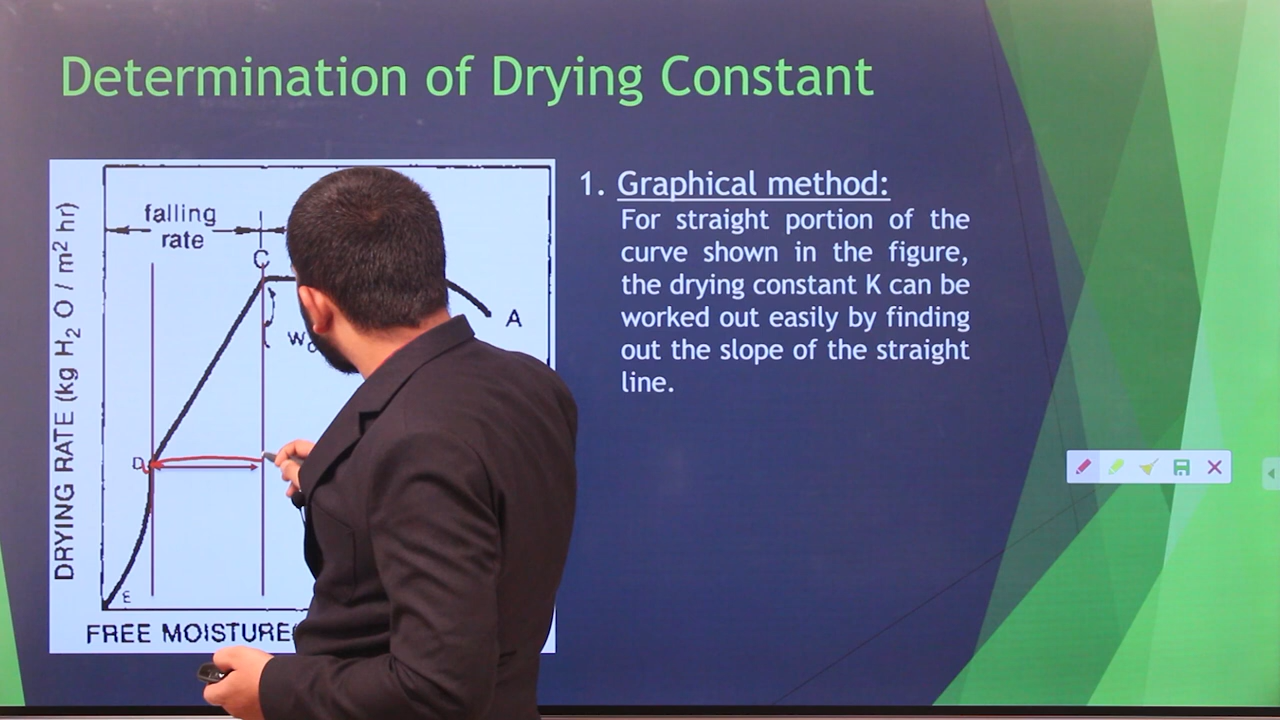 Determination of Drying Constant
DRYING RATE (kg H2 O / m2 hr)
falling
rate
C
A
D
E
FREE MOISTURE
1. Graphical method:
For straight portion of the
curve shown in the figure,
the drying constant K can be
worked out easily by finding
out the slope of the straight
line.